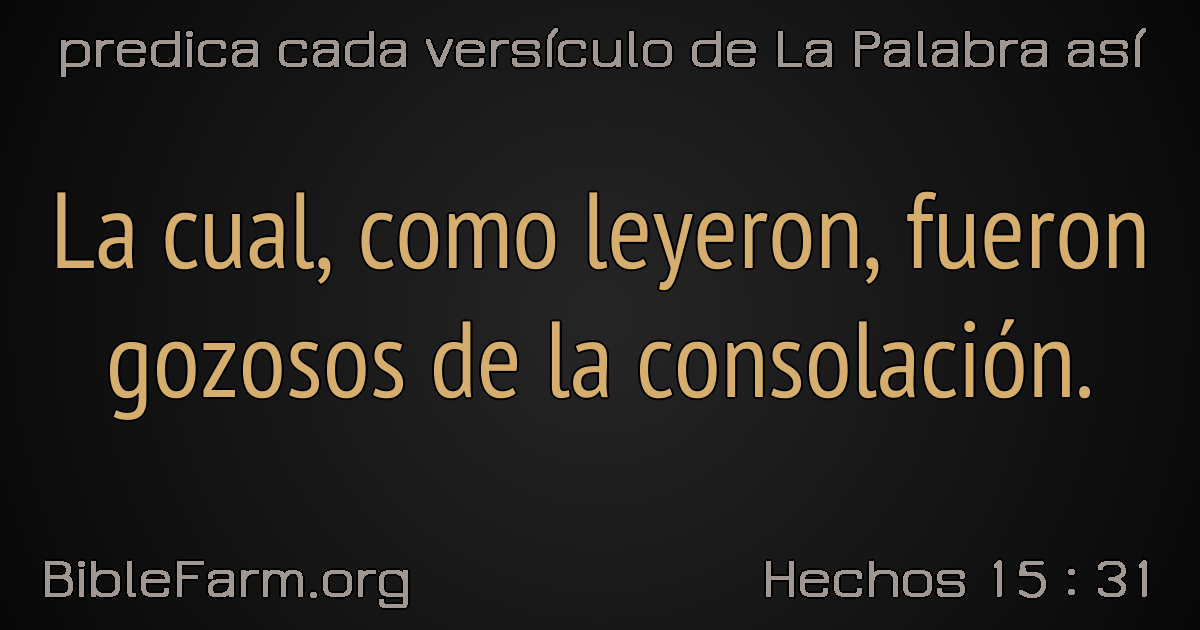 predica cada versículo de La Palabra así
La cual, como leyeron, fueron
gozosos de la consolación.
BibleFarm.org
Hechos 15 : 31